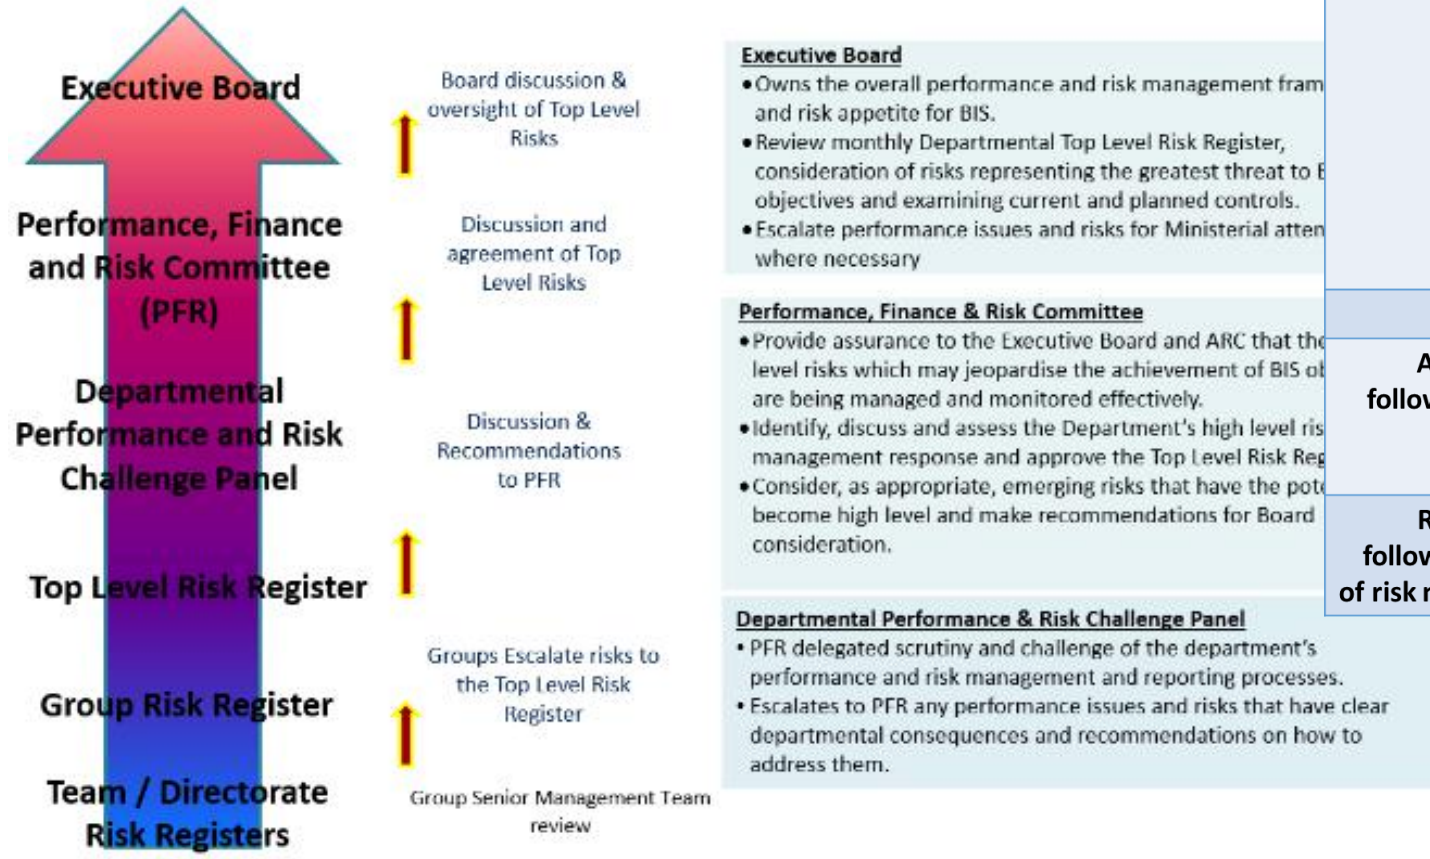 Executive Board
Performance, Finance
and Risk Committee
(PFR)
Departmental
Performance and Risk
Challenge Panel
Top Level Risk Register
Group Risk Register
Team / Directorate
Risk Registers
Board discussion &
oversight of Top Level
Risks
Discussion and
agreement of Top
Level Risks
Discussion &
Recommendations
to PFR
Groups Escalate risks to
the Top Level Risk
Register
Group Senior Management Team
review
Executive Board
•Owns the overall performance and risk management
and risk appetite for BIS.
•Review monthly Departmental Top Level Risk Register,
consideration of risks representing the greatest threat to
objectives and examining current and planned controls.
•Escalate performance issues and risks for Ministerial
where necessary
Performance, Finance & Risk Committee
•Provide assurance to the Executive Board and ARC that
level risks which may jeopardise the achievement of BIS
are being managed and monitored effectively.
•Identify, discuss and assess the Department's high level
management response and approve the Top Level Risk
•Consider, as appropriate, emerging risks that have the
become high level and make recommendations for Board
consideration.
Departmental Performance & Risk Challenge Panel
• PFR delegated scrutiny and challenge of the department's
performance and risk management and reporting processes.
• Escalates to PFR any performance issues and risks that have clear
departmental consequences and recommendations on how to
address them.
of risk